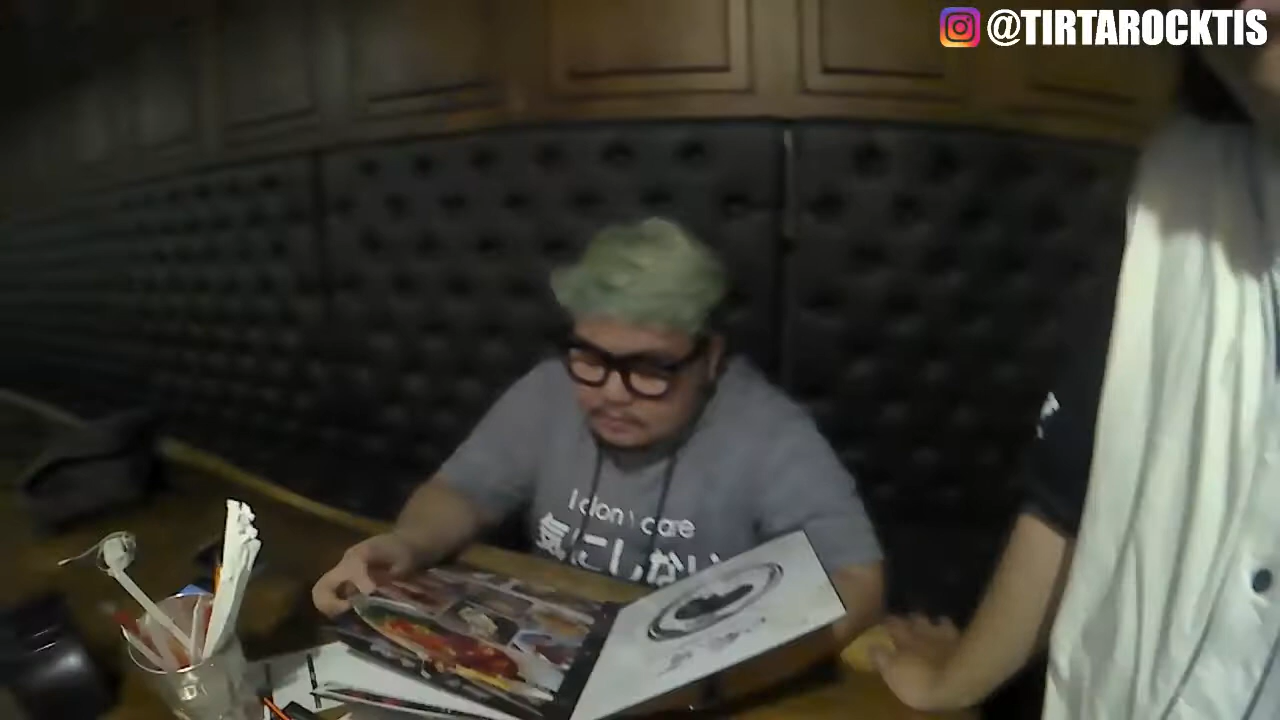 @TIRTAROCKTIS
I don't care
気にしない